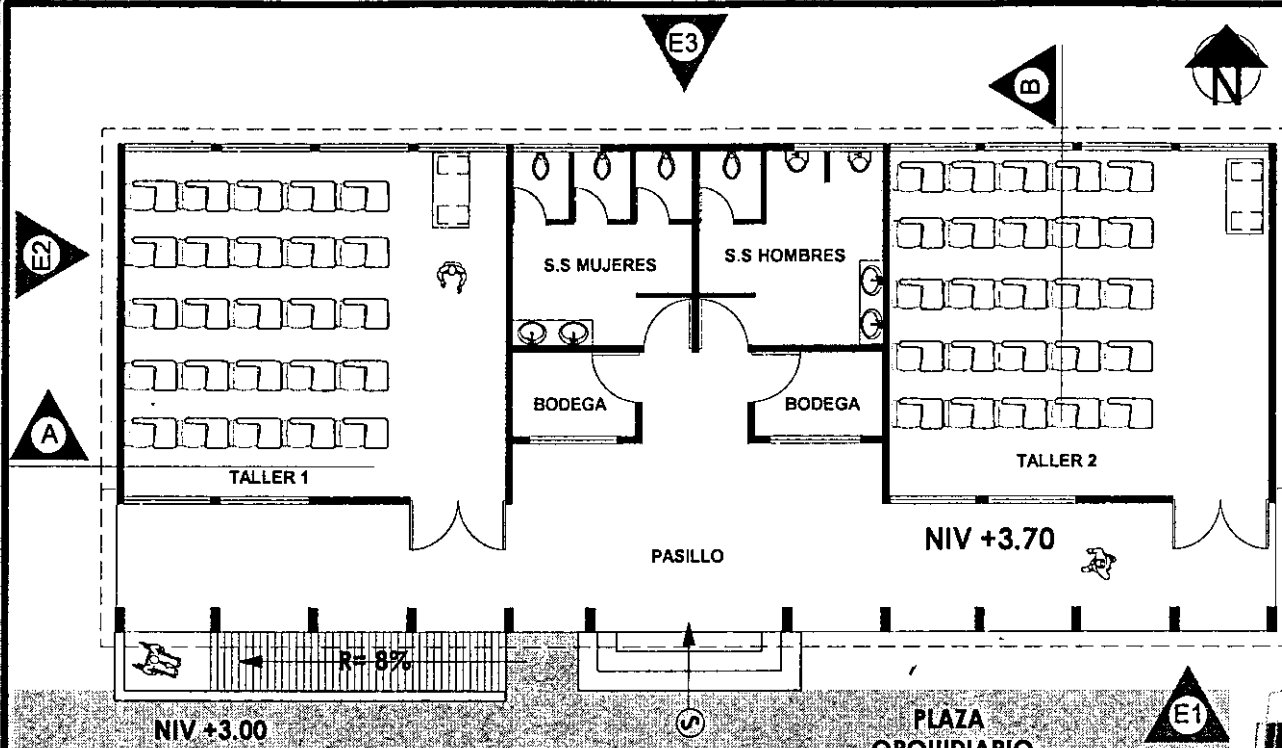 E3
B
N
E2
S.S MUJERES
S.S HOMBRES
BODEGA
BODEGA
A
TALLER 1
TALLER 2
NIV +3.70
PASILLO
R= 8%
S
NIV +3.00
PLAZA
E1